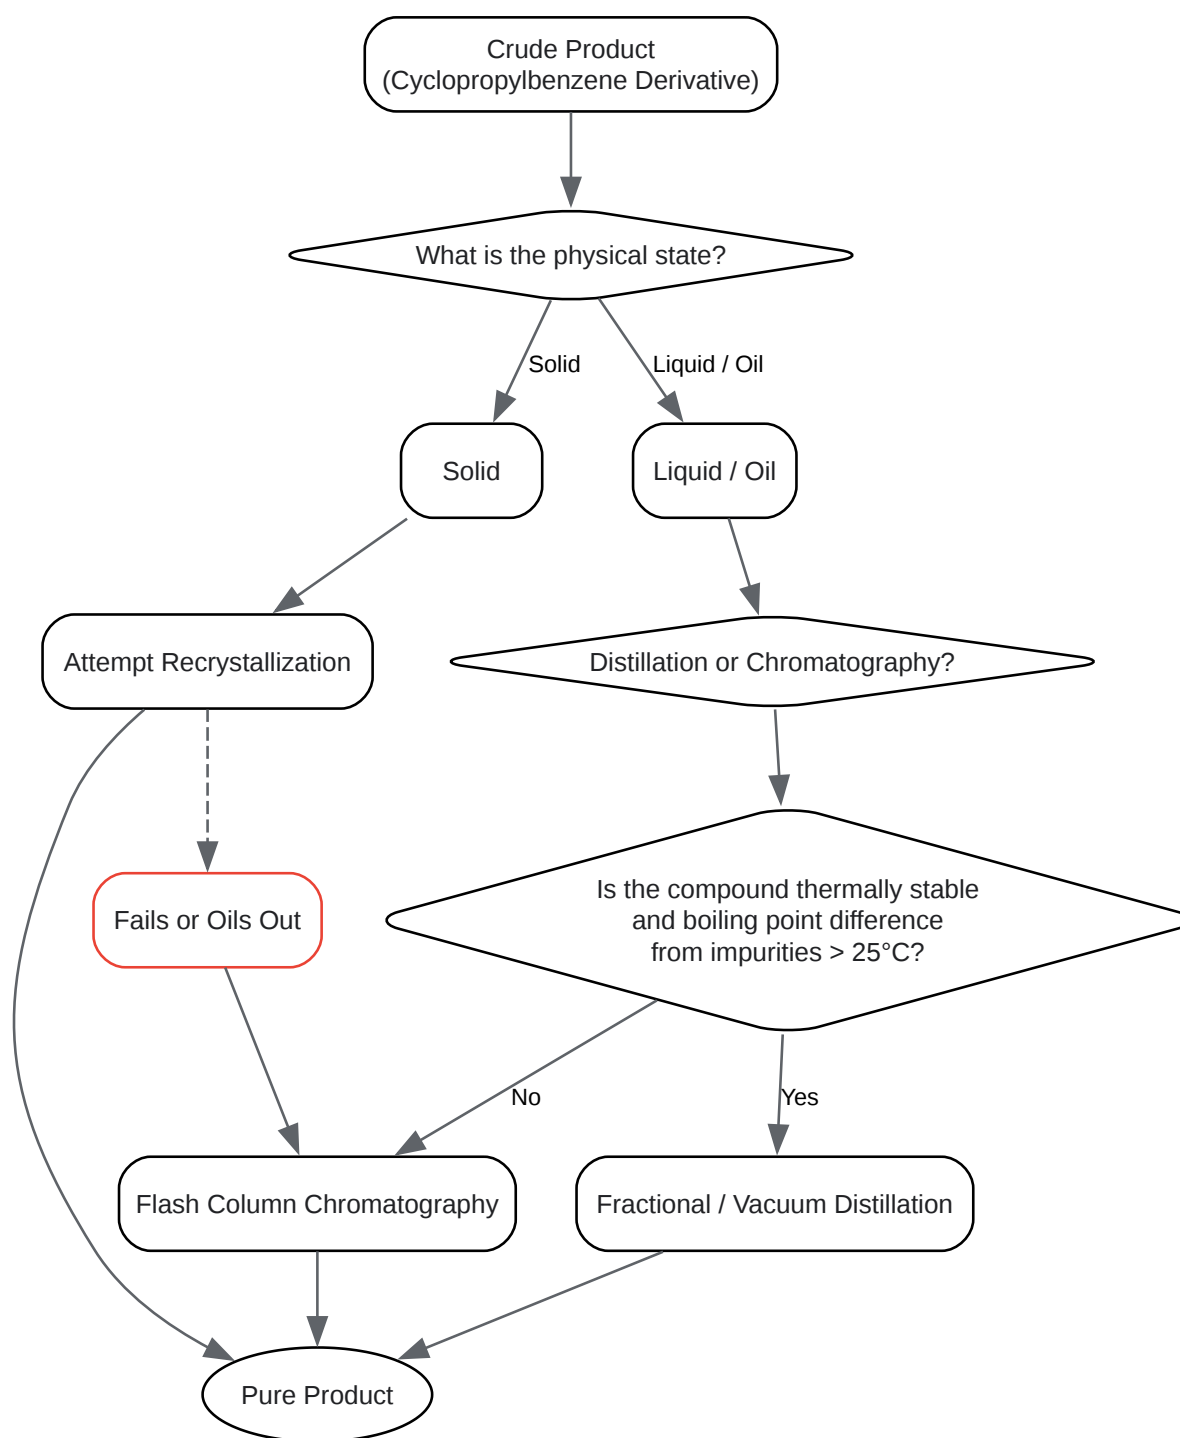 Crude Product
(Cyclopropylbenzene Derivative)
What is the physical state?
Solid
Liquid / Oil
Solid
Liquid / Oil
Attempt Recrystallization
Distillation or Chromatography?
Fails or Oils Out
Is the compound thermally stable
and boiling point difference
from impurities > 25°C?
No
Yes
Flash Column Chromatography
Fractional / Vacuum Distillation
Pure Product